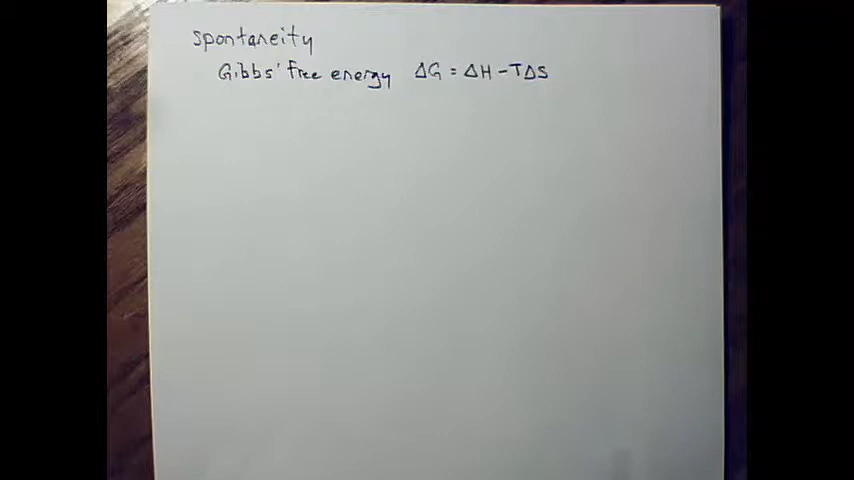 spontaneity
Gibbs' free energy ΔG = ΔH - TΔS